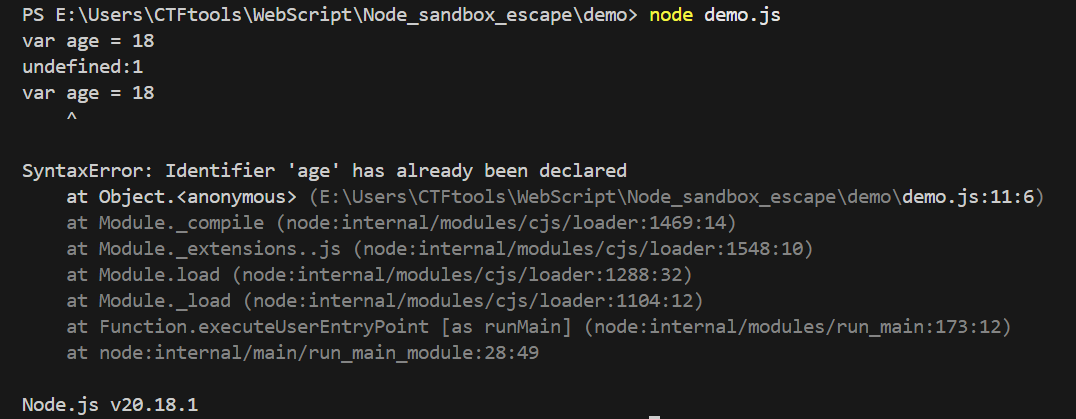 PS E:\Users\CTFtools\WebScript\Node_sandbox_escape\demo> node demo.js
var age = 18
undefined:1
var age = 18
    ^
SyntaxError: Identifier 'age' has already been declared
    at Object.<anonymous> (E:\Users\CTFtools\WebScript\Node_sandbox_escape\demo\demo.js:11:6)
    at Module._compile (node:internal/modules/cjs/loader:1469:14)
    at Module._extensions..js (node:internal/modules/cjs/loader:1548:10)
    at Module.load (node:internal/modules/cjs/loader:1288:32)
    at Module._load (node:internal/modules/cjs/loader:1104:12)
    at Function.executeUserEntryPoint [as runMain] (node:internal/modules/run_main:173:12)
    at node:internal/main/run_main_module:28:49
Node.js v20.18.1